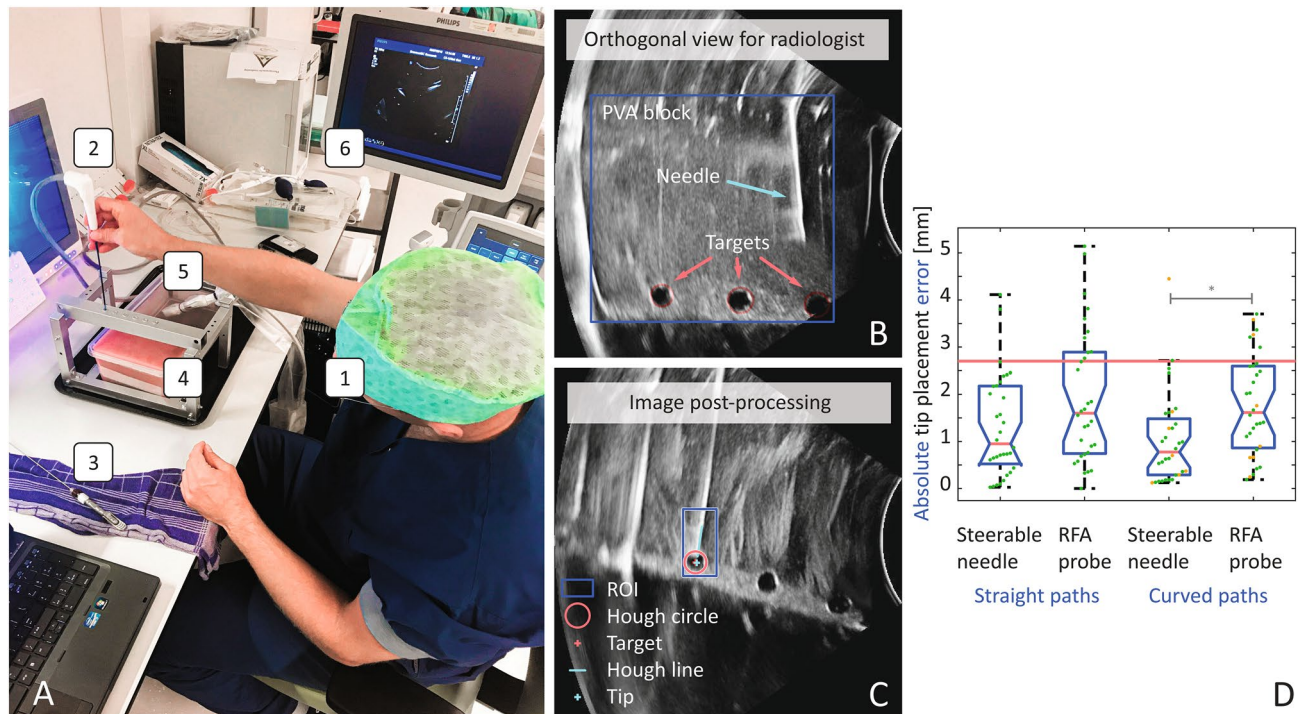 PHILIPS
2
6
5
4
1
3
A
Orthogonal view for radiologist
PVA block
Needle
Targets
B
Image post-processing
ROI
Hough circle
Target
Hough line
Tip
C
Absolute tip placement error [mm]
5
4
3
2
1
0
*
Steerable needle
RFA probe
Steerable needle
RFA probe
Straight paths
Curved paths
D